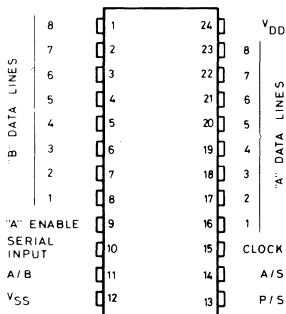 8 1 24 VDD
7 2 23 8
6 3 22 7
5 4 21 6
4 5 20 5
3 6 19 4
2 7 18 3
1 8 17 2
"A" ENABLE 9 16 1
SERIAL INPUT 10 15 CLOCK
A/B 11 14 A/S
VSS 12 13 P/S
"B" DATA LINES
"A" DATA LINES